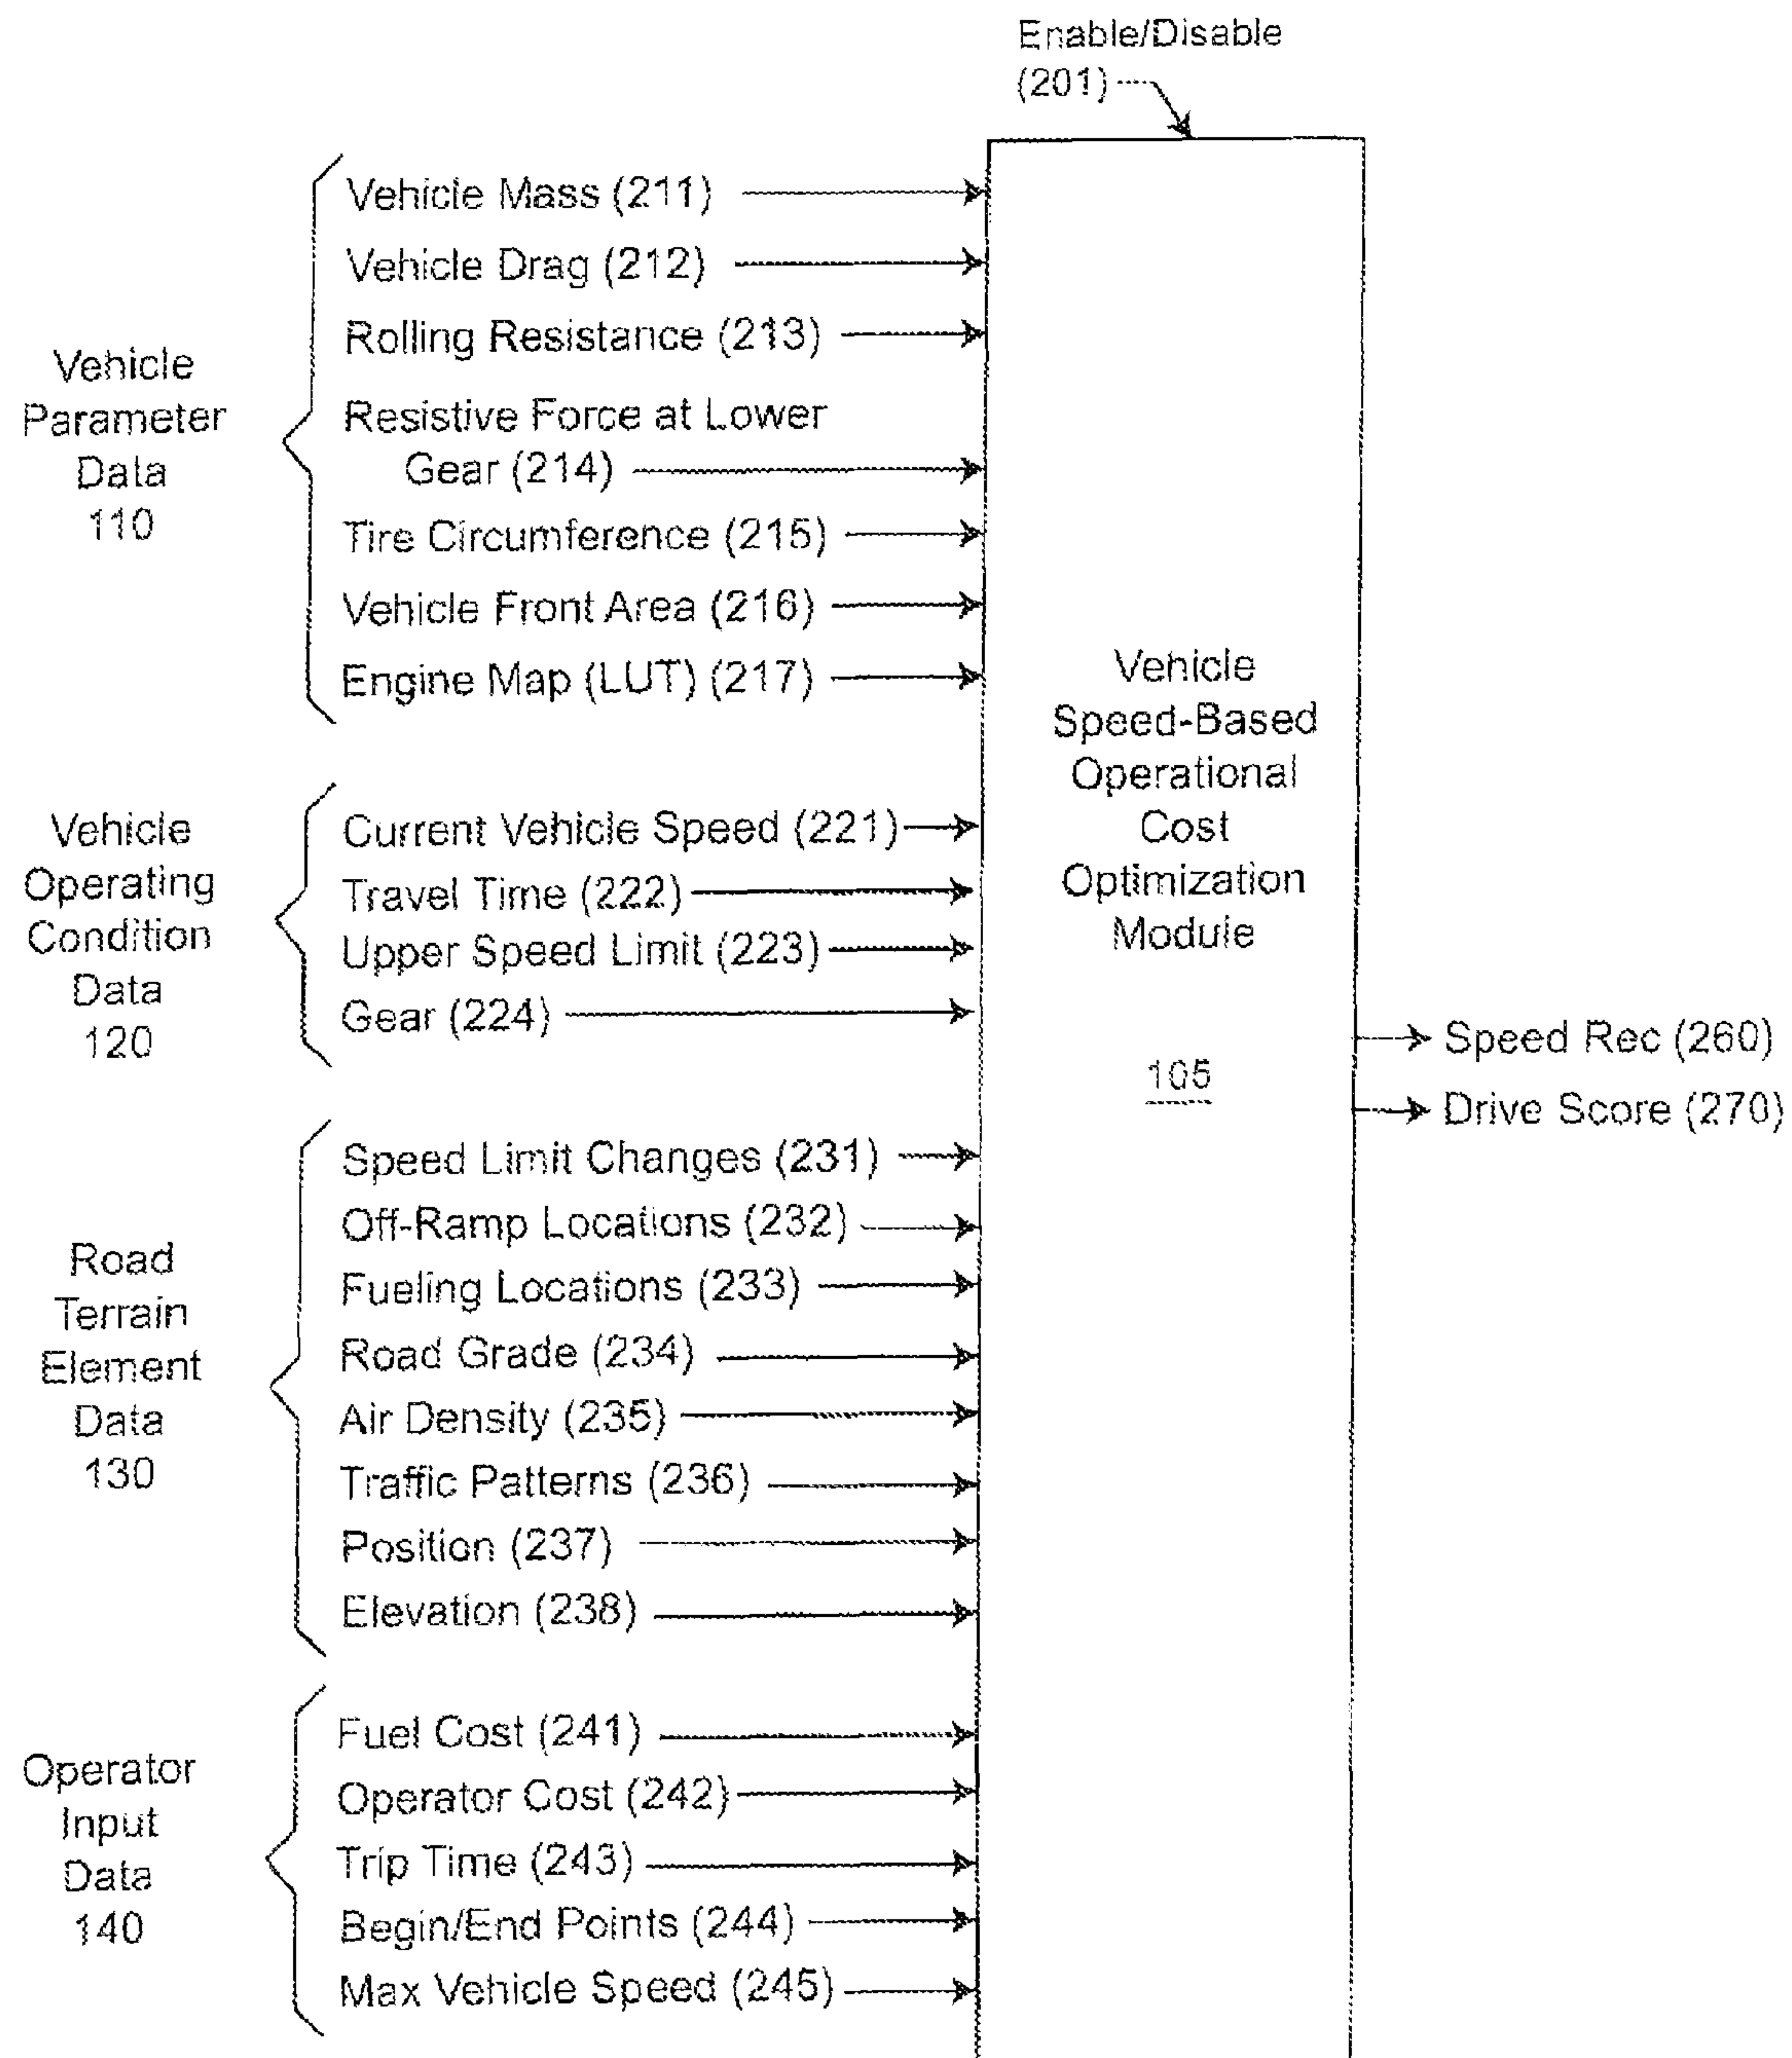 Enable/Disable
(201)
Vehicle
Parameter
Data
110
Vehicle Mass (211)
Vehicle Drag (212)
Rolling Resistance (213)
Resistive Force at Lower
Gear (214)
Tire Circumference (215)
Vehicle Front Area (216)
Engine Map (LUT) (217)
Vehicle
Operating
Condition
Data
120
Current Vehicle Speed (221)
Travel Time (222)
Upper Speed Limit (223)
Gear (224)
Road
Terrain
Element
Data
130
Speed Limit Changes (231)
Off-Ramp Locations (232)
Fueling Locations (233)
Road Grade (234)
Air Density (235)
Traffic Patterns (236)
Position (237)
Elevation (238)
Operator
Input
Data
140
Fuel Cost (241)
Operator Cost (242)
Trip Time (243)
Begin/End Points (244)
Max Vehicle Speed (245)
Vehicle
Speed-Based
Operational
Cost
Optimization
Module
105
Speed Rec (260)
Drive Score (270)